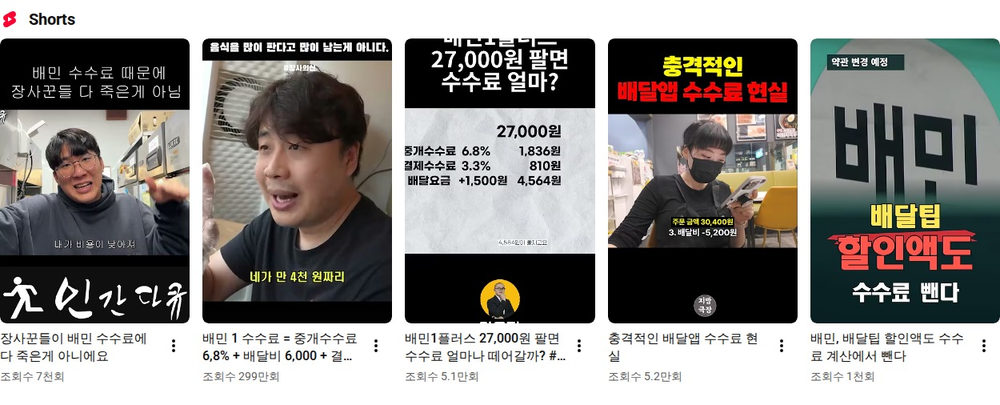 Shorts
배민 수수료 때문에
장사꾼들 다 죽은게 아님
내가 비용이 낮아져
인간다큐
장사꾼들이 배민 수수료에
다 죽은게 아니에요
조회수 7천회
음식을 많이 판다고 많이 남는게 아니다.
네가 만 4천 원짜리
배민 1 수수료 = 중개수수료
6,8% + 배달비 6,000 + 결...
조회수 299만회
배민1플러스
27,000원 팔면
수수료 얼마?
27,000원
중개수수료 6.8% 1,836원
결제수수료 3.3% 810원
배달요금 +1,500원 4,564원
배민1플러스 27,000원 팔면
수수료 얼마나 떼어갈까? #...
조회수 5.1만회
충격적인
배달앱 수수료 현실
주문 금액 30,400원
3. 배달비 -5,200원
지망
극장
충격적인 배달앱 수수료 현
실
조회수 5.2만회
약관 변경 예정
배민
배달팁
할인액도
수수료 뺀다
배민, 배달팁 할인액도 수수
료 계산에서 뺀다
조회수 1천회